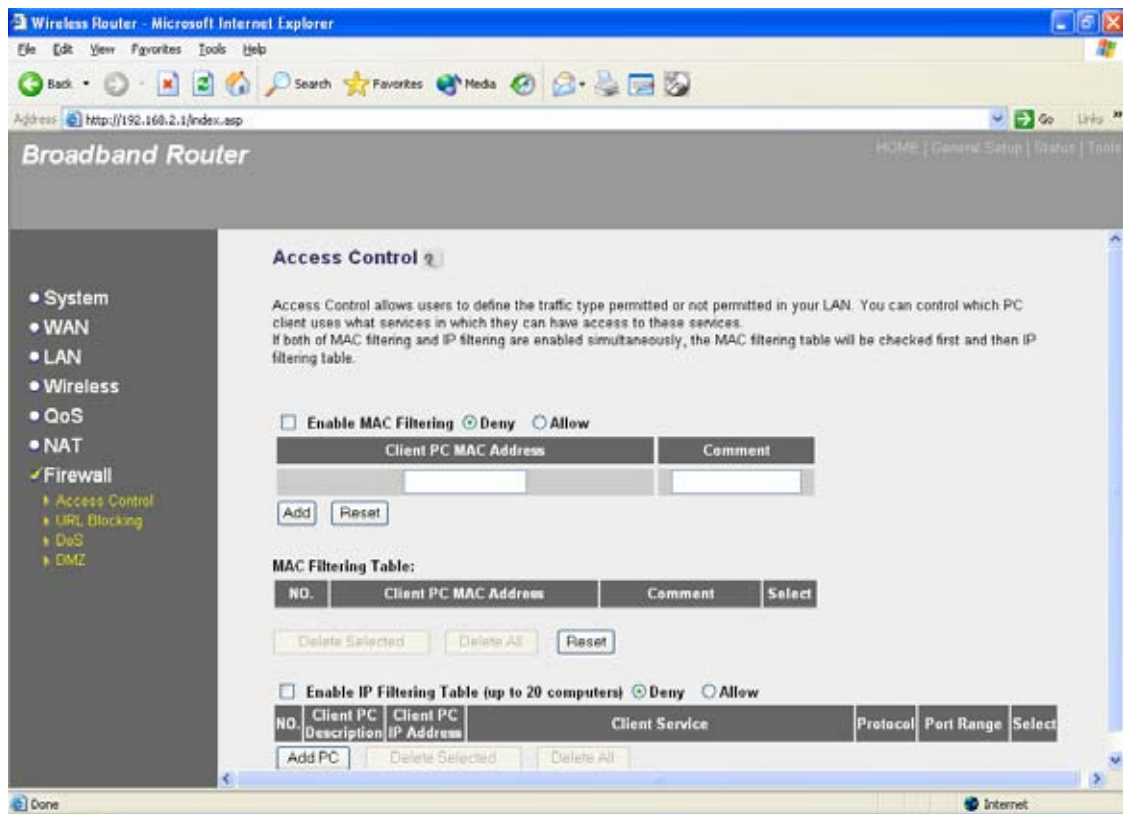 Wireless Router - Microsoft Internet Explorer
File Edit View Favorites Tools Help
Back Search Favorites Media
Address http://192.168.2.1/index.asp Go Links »
Broadband Router
HOME | General Setup | Status | Tools
System
WAN
LAN
Wireless
QoS
NAT
Firewall
Access Control
URL Blocking
DoS
DMZ
Access Control
Access Control allows users to define the traffic type permitted or not permitted in your LAN. You can control which PC
client uses what services in which they can have access to these services.
If both of MAC filtering and IP filtering are enabled simultaneously, the MAC filtering table will be checked first and then IP
filtering table.
Enable MAC Filtering Deny Allow
Client PC MAC Address Comment
Add Reset
MAC Filtering Table:
NO. Client PC MAC Address Comment Select
Delete Selected Delete All Reset
Enable IP Filtering Table (up to 20 computers) Deny Allow
NO. Client PC Description Client PC IP Address Client Service Protocol Port Range Select
Add PC Delete Selected Delete All
Done Internet